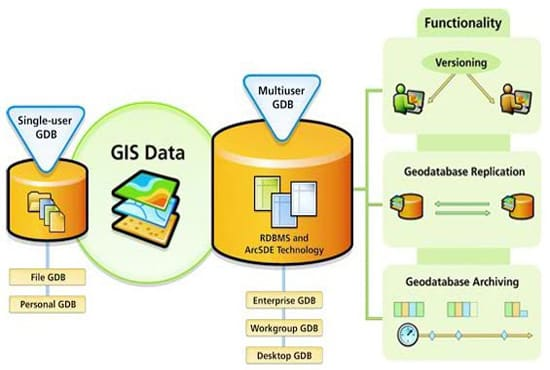 Functionality
Versioning
Multiuser
GDB
Single-user
GDB
GIS Data
Geodatabase Replication
RDBMS and
ArcSDE Technology
File GDB
Personal GDB
Enterprise GDB
Workgroup GDB
Desktop GDB
Geodatabase Archiving